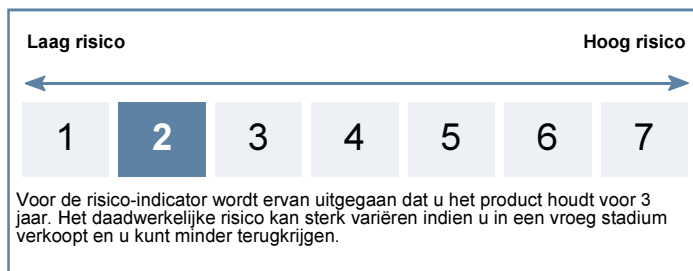 Laag risico Hoog risico
1 2 3 4 5 6 7
Voor de risico-indicator wordt ervan uitgegaan dat u het product houdt voor 3
jaar. Het daadwerkelijke risico kan sterk variëren indien u in een vroeg stadium
verkoopt en u kunt minder terugkrijgen.